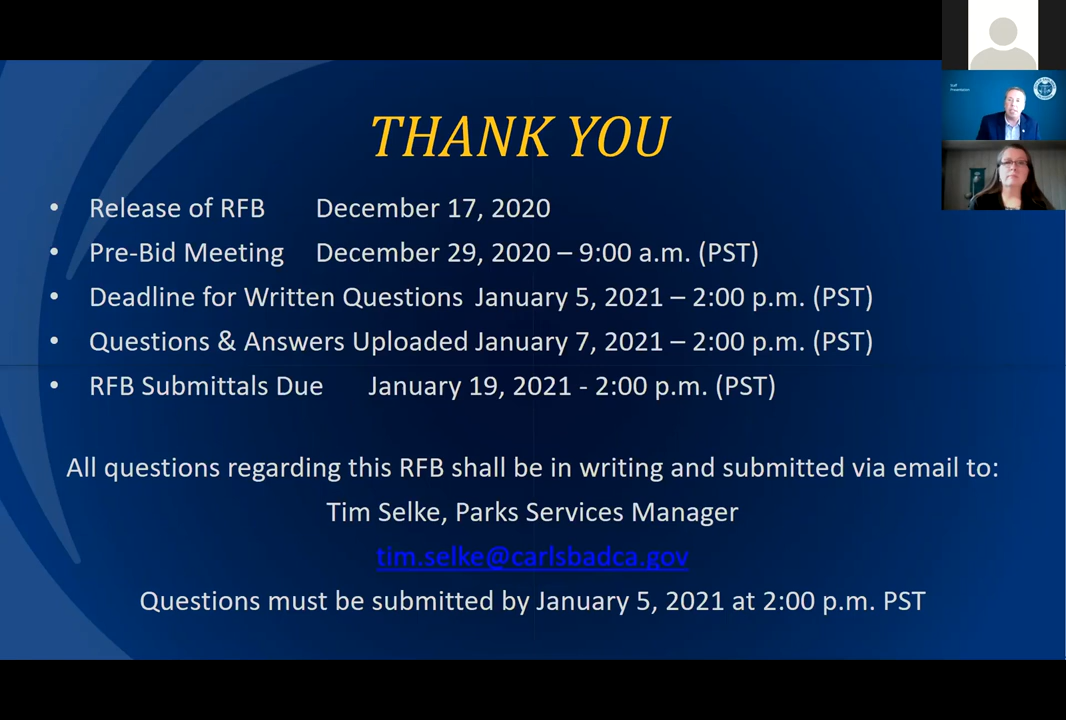 THANK YOU
• Release of RFB December 17, 2020
• Pre-Bid Meeting December 29, 2020 – 9:00 a.m. (PST)
• Deadline for Written Questions January 5, 2021 – 2:00 p.m. (PST)
• Questions & Answers Uploaded January 7, 2021 – 2:00 p.m. (PST)
• RFB Submittals Due January 19, 2021 - 2:00 p.m. (PST)
All questions regarding this RFB shall be in writing and submitted via email to:
Tim Selke, Parks Services Manager
tim.selke@carlsbadca.gov
Questions must be submitted by January 5, 2021 at 2:00 p.m. PST
Staff
Presentation